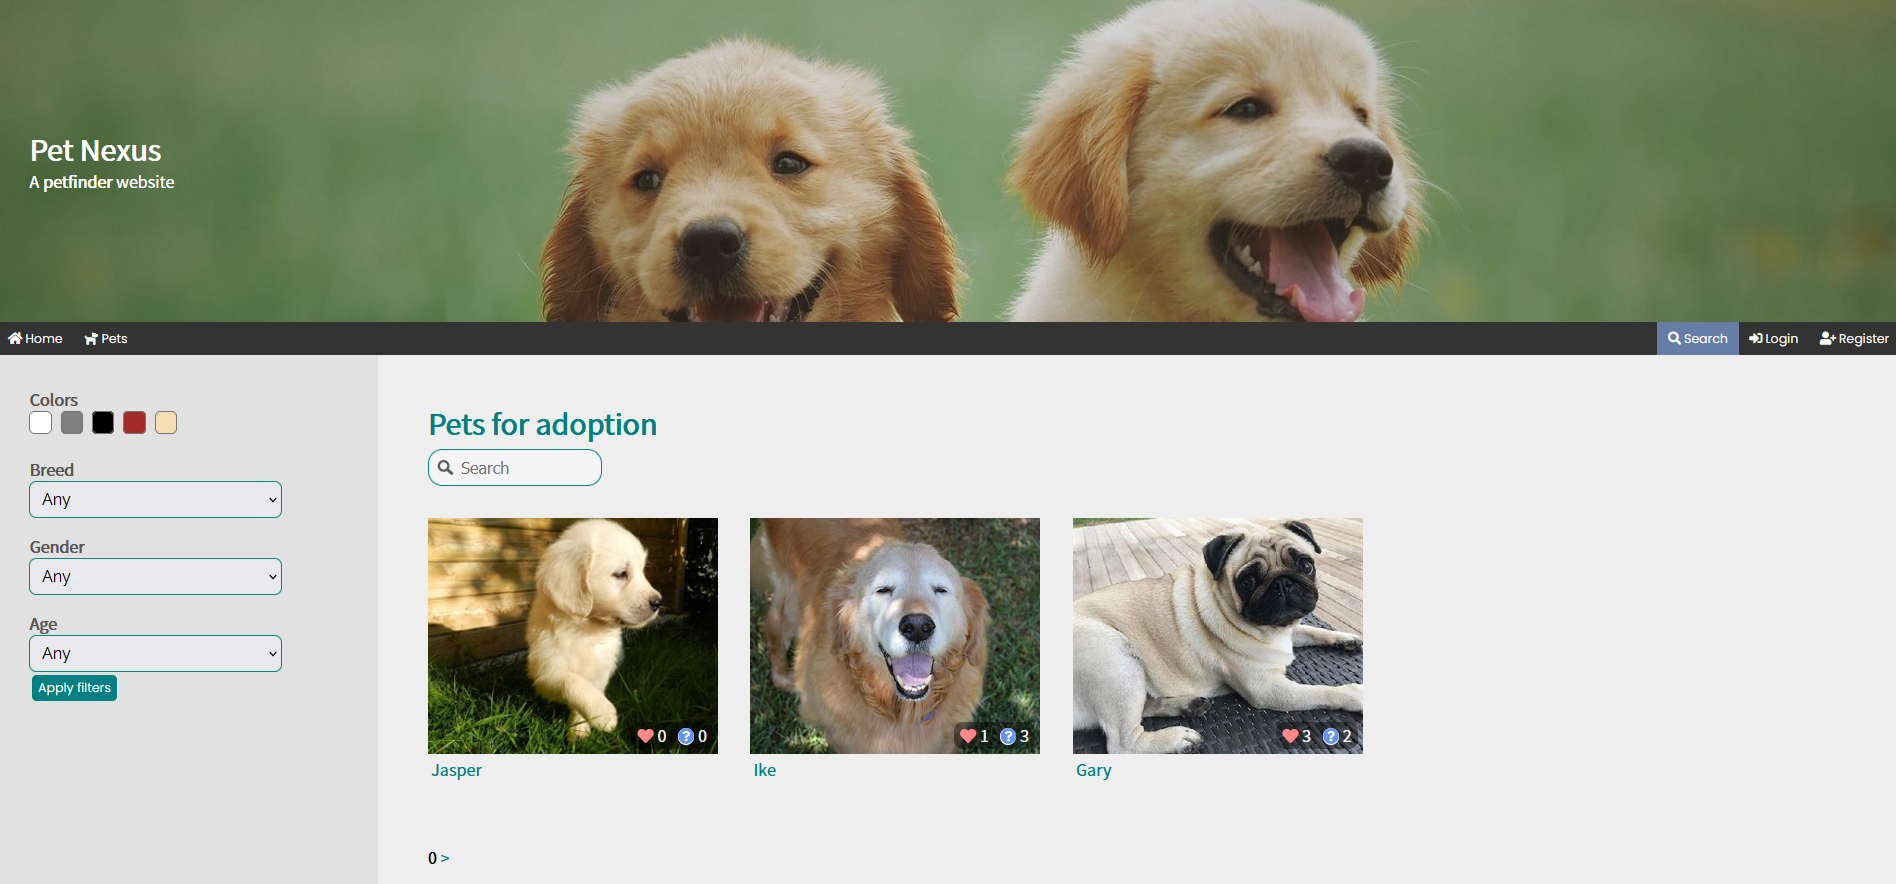 Pet Nexus
A petfinder website
Home Pets Search Login Register
Colors
Breed
Any
Gender
Any
Age
Any
Apply filters
Pets for adoption
Search
0 ? 0
1 ? 3
3 ? 2
Jasper
Ike
Gary
0 >